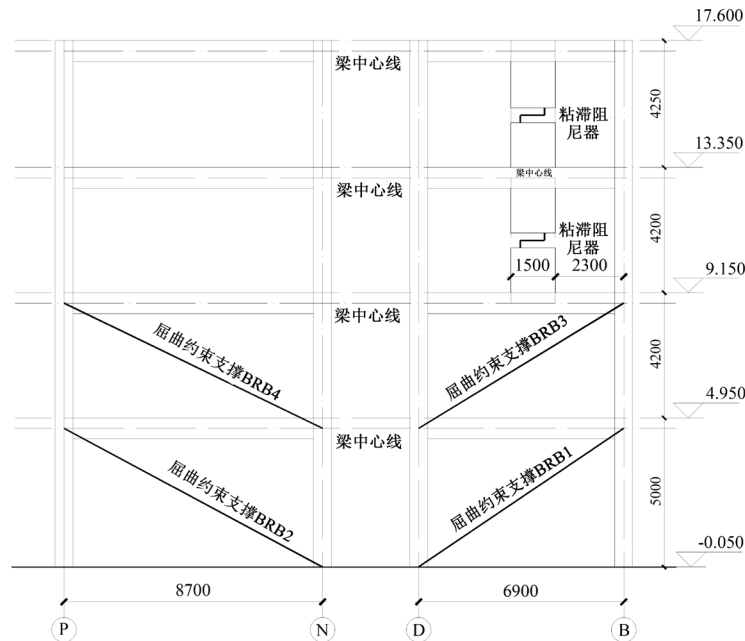 17.600
梁中心线
4250
粘滞阻
尼器
13.350
梁中心线
梁中心线
4200
粘滞阻
尼器
1500
2300
9.150
梁中心线
屈曲约束支撑BRB4
屈曲约束支撑BRB3
4200
4.950
梁中心线
屈曲约束支撑BRB2
屈曲约束支撑BRB1
5000
-0.050
8700
6900
P
N
D
B